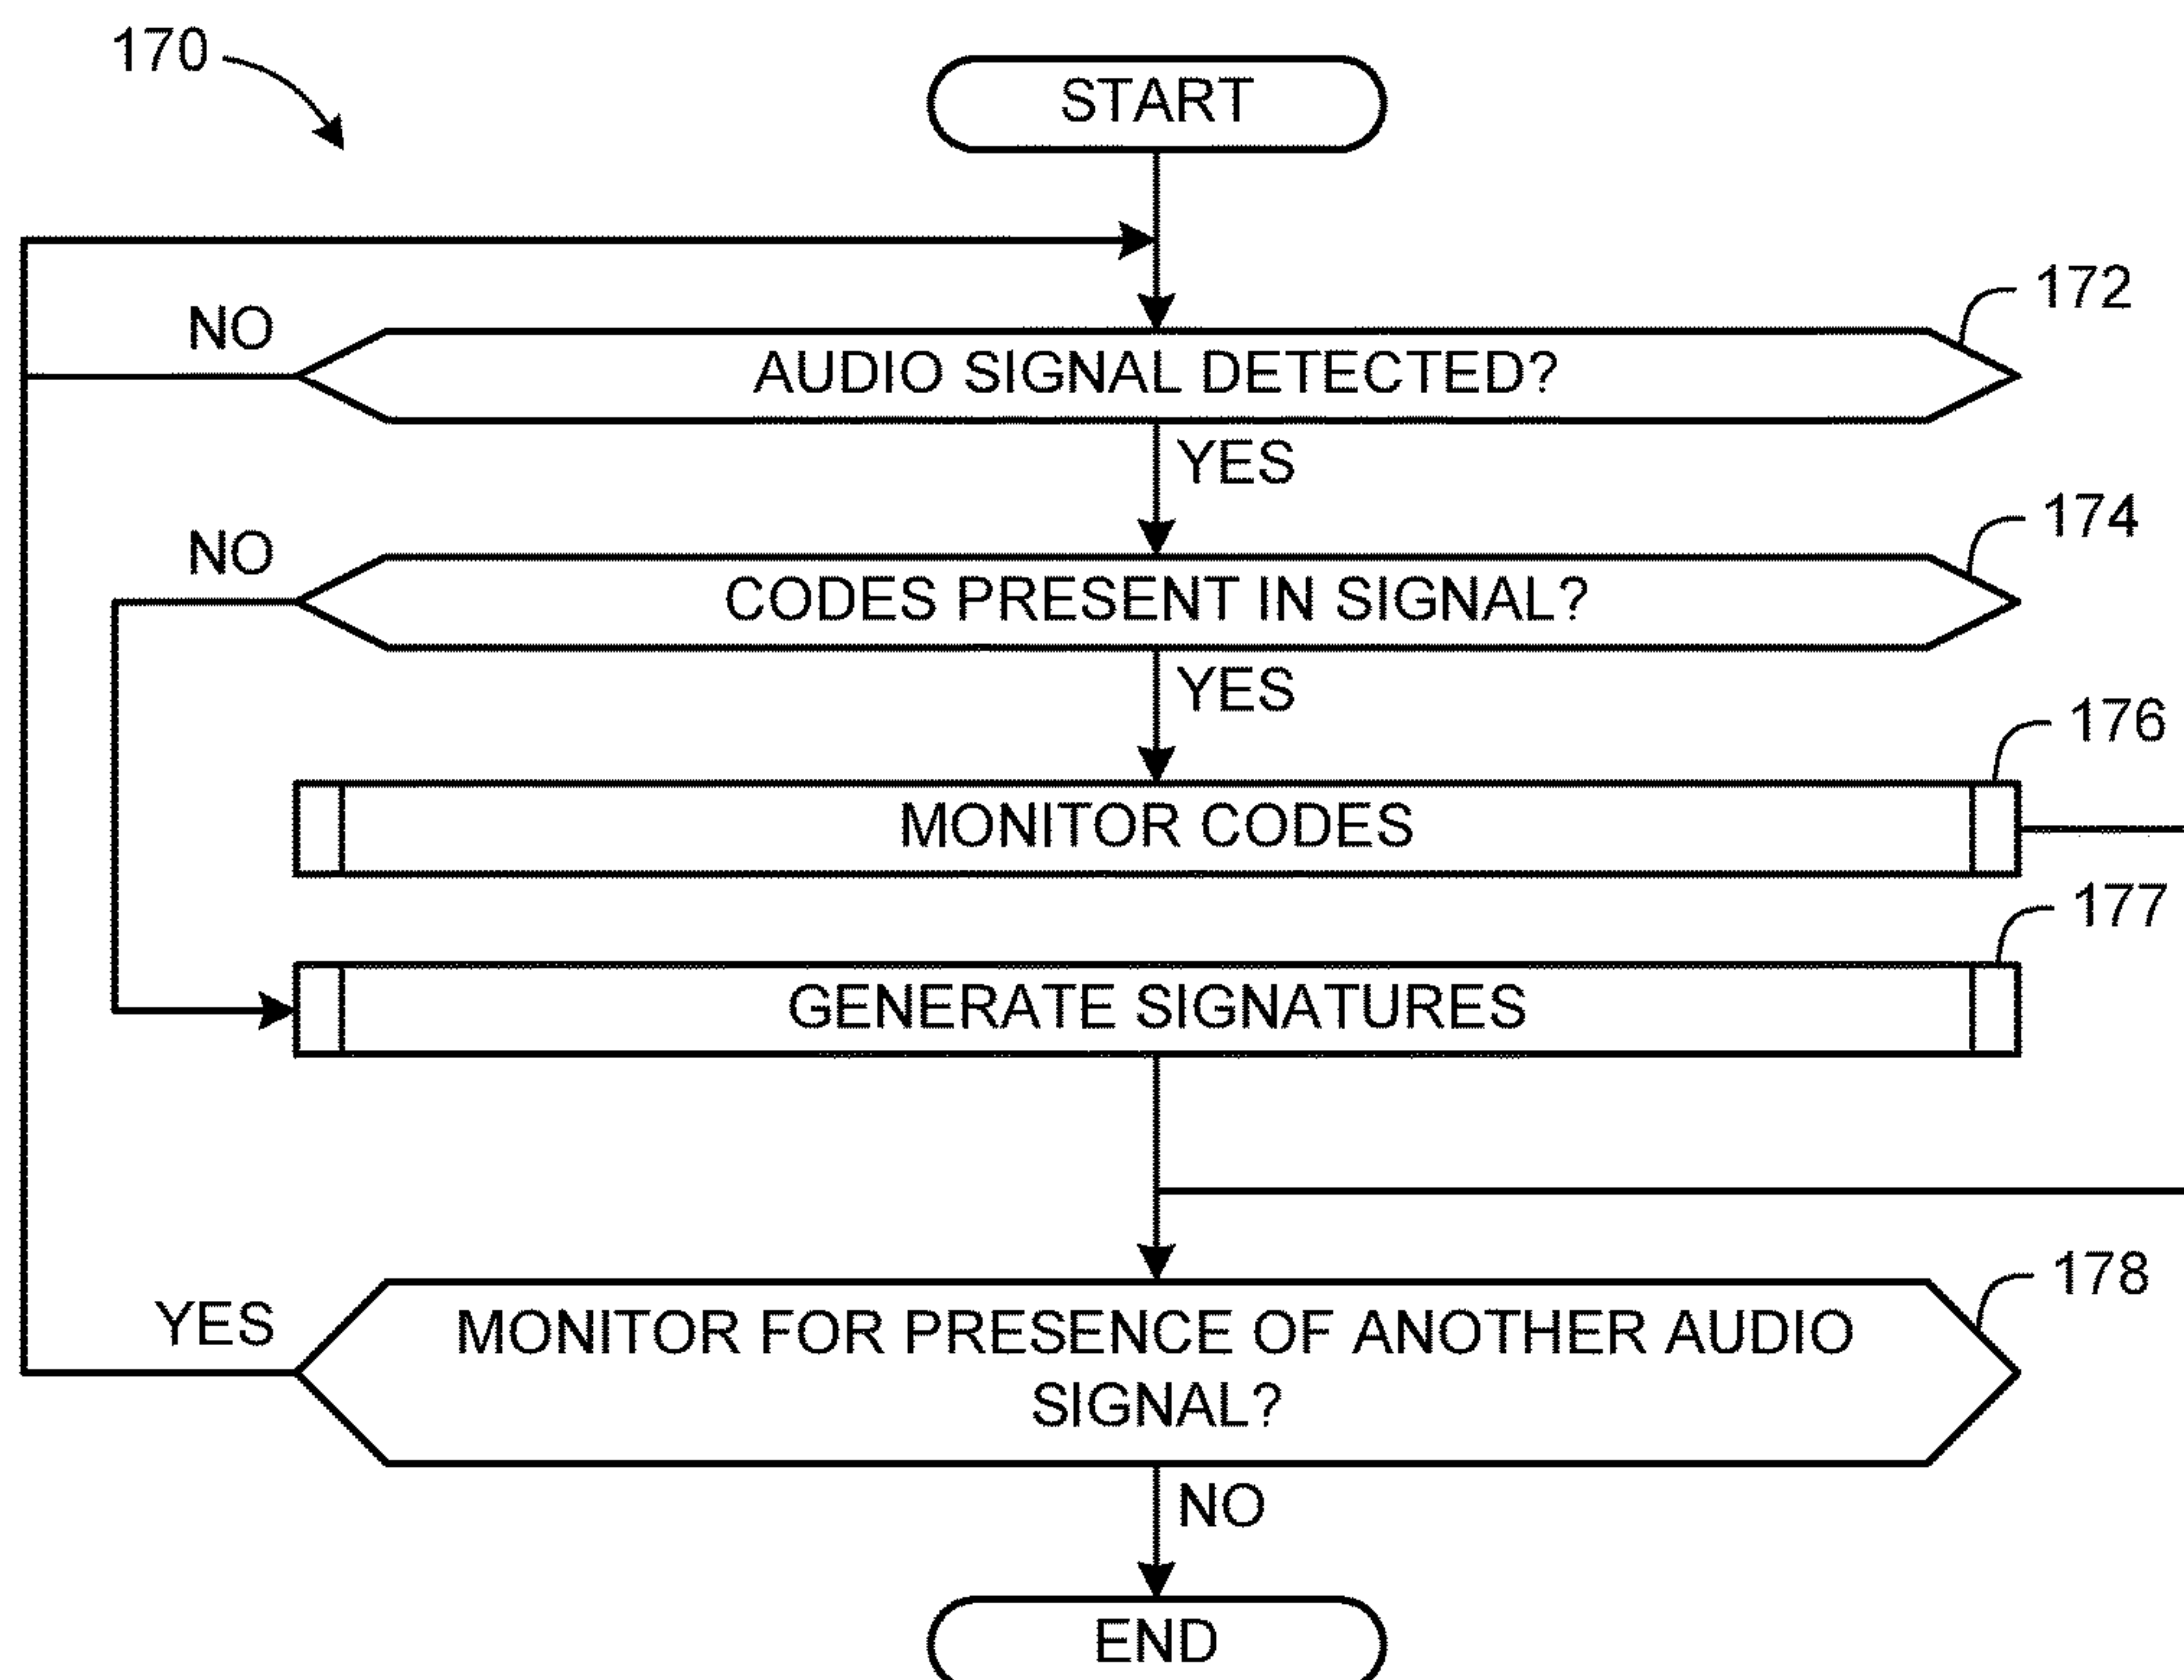 170
START
NO
172
AUDIO SIGNAL DETECTED?
YES
174
NO
CODES PRESENT IN SIGNAL?
YES
176
MONITOR CODES
177
GENERATE SIGNATURES
178
YES
MONITOR FOR PRESENCE OF ANOTHER AUDIO
SIGNAL?
NO
END